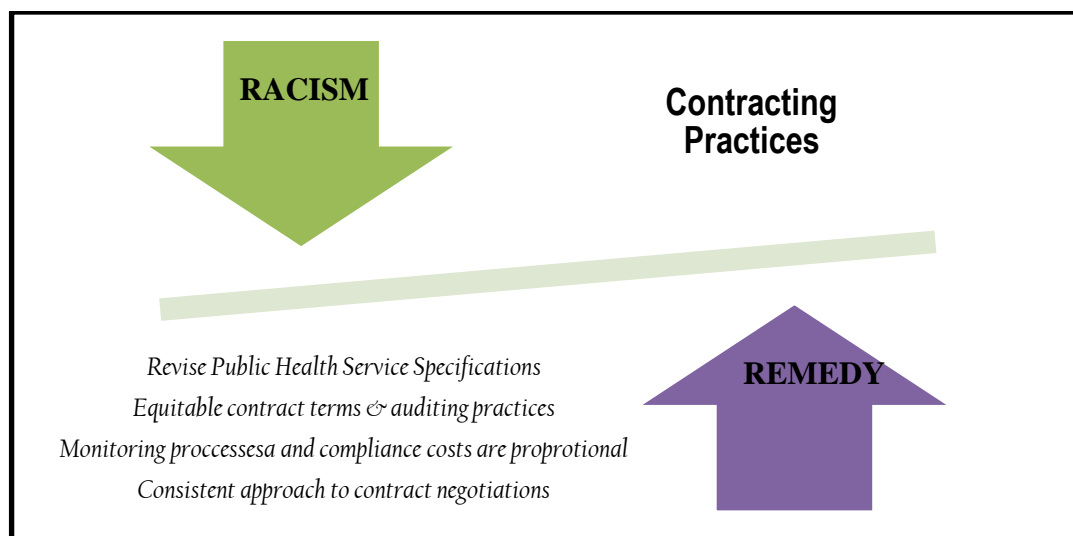 RACISM
Contracting
Practices
Revise Public Health Service Specifications
Equitable contract terms & auditing practices
Monitoring proccessesa and compliance costs are proprotional
Consistent approach to contract negotiations
REMEDY